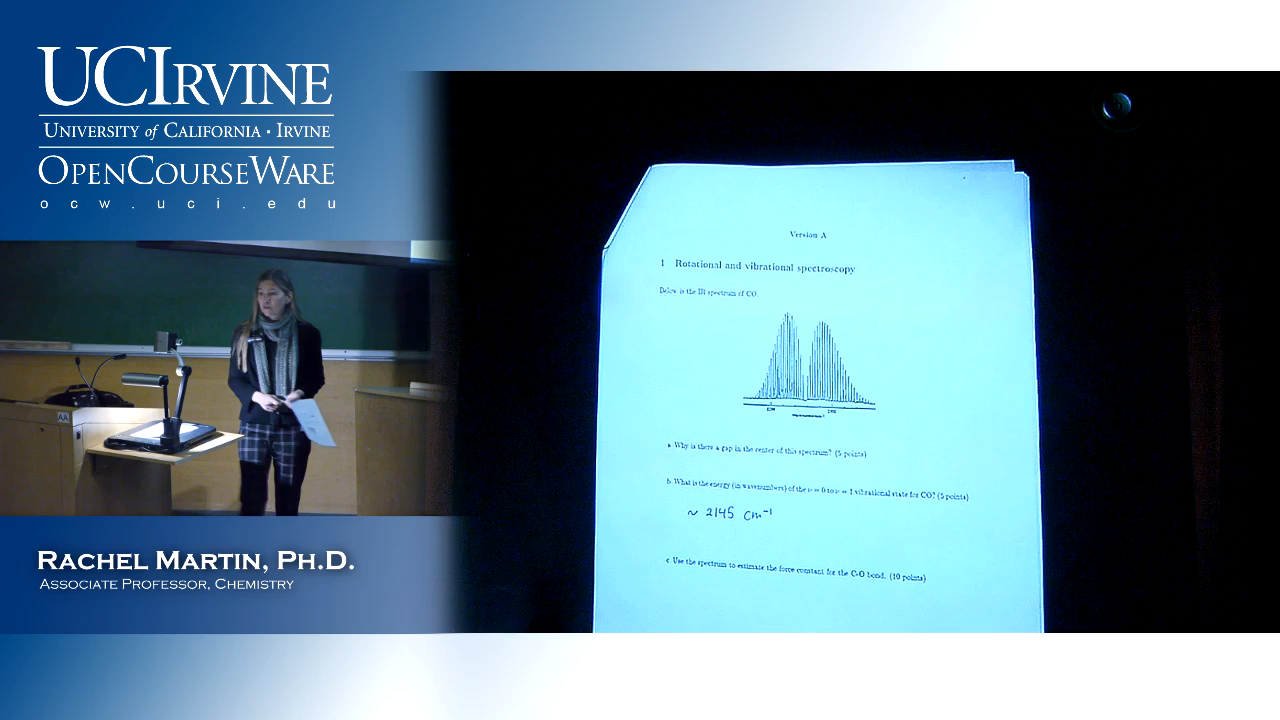 UCIRVINE
UNIVERSITY of CALIFORNIA • IRVINE
OPENCOURSEWARE
ocw.uci.edu
AA
RACHEL MARTIN, PH.D.
ASSOCIATE PROFESSOR, CHEMISTRY
Version A
1 Rotational and vibrational spectroscopy
Below is the IR spectrum of CO.
a Why is there a gap in the center of this spectrum? (5 points)
b What is the energy (in wavenumbers) of the v = 0 to v = 1 vibrational state for CO? (5 points)
~ 2145 cm⁻¹
c Use the spectrum to estimate the force constant for the C-O bond. (10 points)